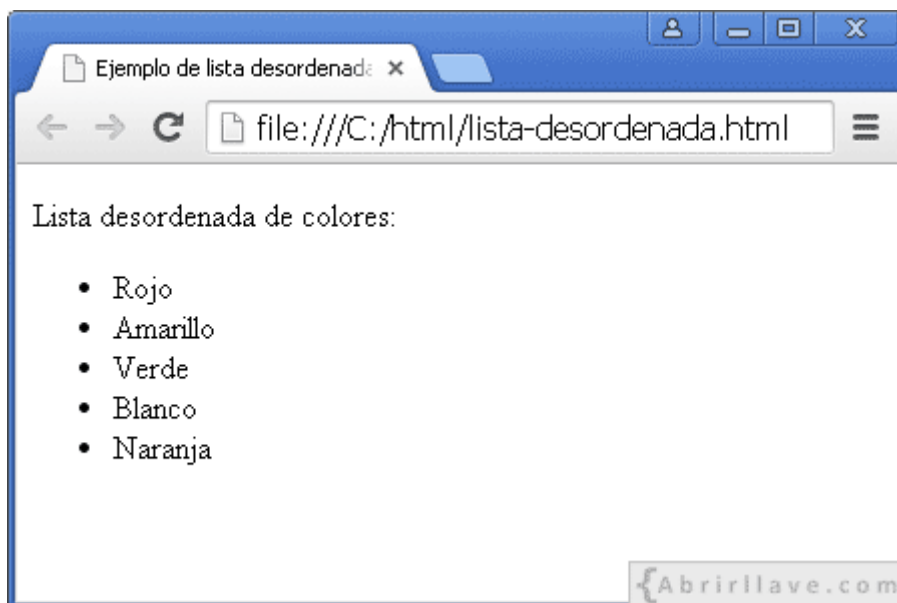 Ejemplo de lista desordenada
file:///C:/html/lista-desordenada.html
Lista desordenada de colores:
• Rojo
• Amarillo
• Verde
• Blanco
• Naranja
{Abrirllave.com